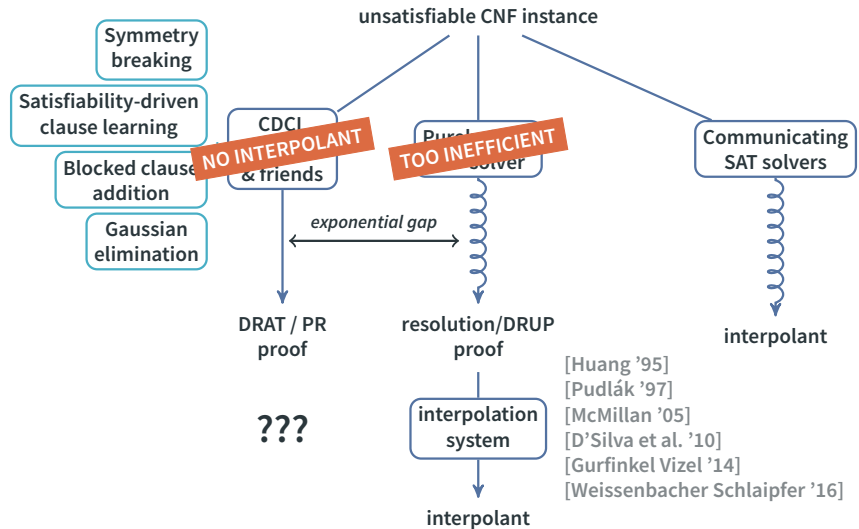 unsatisfiable CNF instance
Symmetry
breaking
Satisfiability-driven
clause learning
Blocked clause
addition
Gaussian
elimination
& friends
NO INTERPOLANT
TOO INEFFICIENT
Communicating
SAT solvers
exponential gap
DRAT / PR
proof
resolution/DRUP
proof
interpolant
???
interpolation
system
[Huang ’95]
[Pudlák ’97]
[McMillan ’05]
[D’Silva et al. ’10]
[Gurfinkel Vizel ’14]
[Weissenbacher Schlaipfer ’16]
interpolant